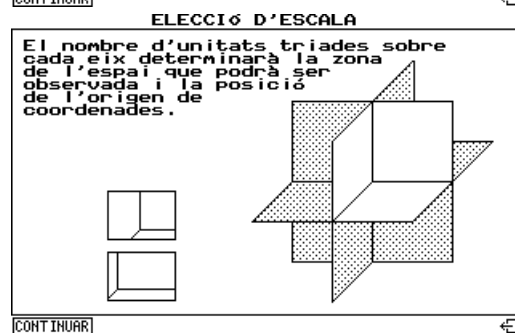 CONTINUAR
ELECCIó D'ESCALA
El nombre d'unitats triades sobre
cada eix determinarà la zona
de l'espai que podrà ser
observada i la posició
de l'origen de
coordenades.
CONTINUAR